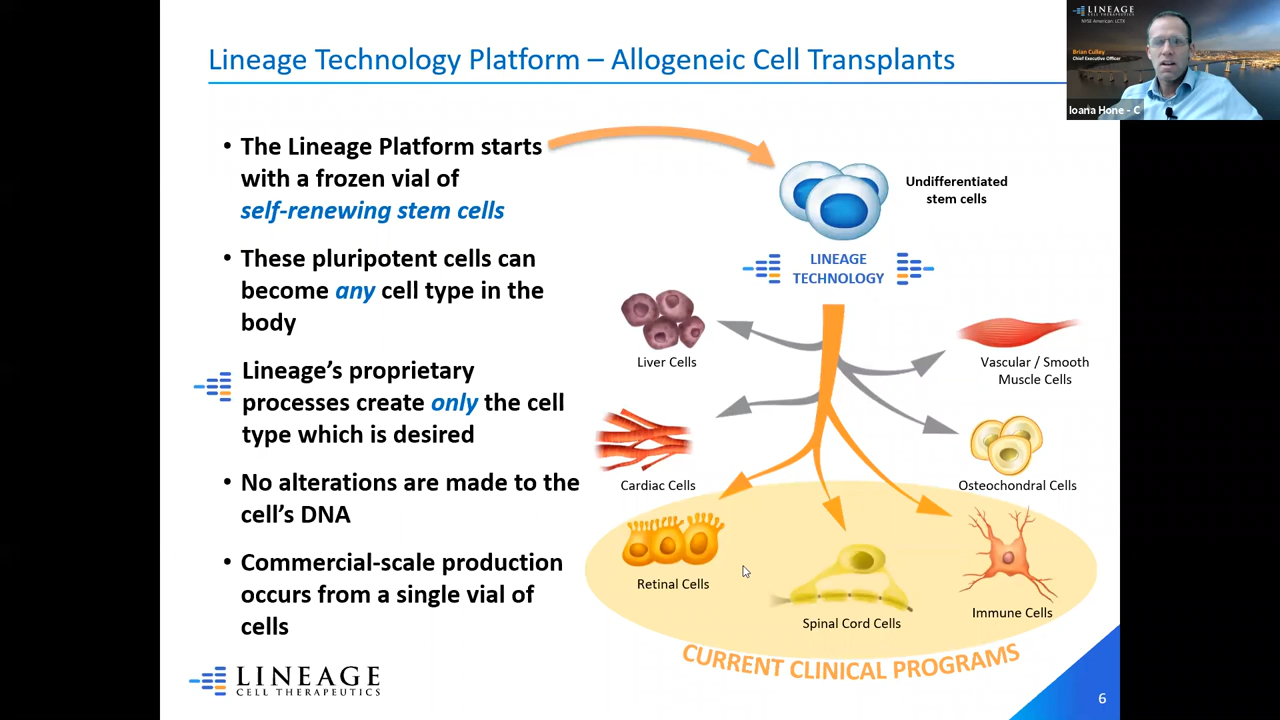 Lineage Technology Platform – Allogeneic Cell Transplants
LINEAGE
CELL THERAPEUTICS
NYSE American: LCTX
Brian Culley
Chief Executive Officer
Ioana Hone - C
• The Lineage Platform starts
with a frozen vial of
self-renewing stem cells
• These pluripotent cells can
become any cell type in the
body
Lineage's proprietary
processes create only the cell
type which is desired
• No alterations are made to the
cell's DNA
• Commercial-scale production
occurs from a single vial of
cells
Undifferentiated
stem cells
LINEAGE
TECHNOLOGY
Liver Cells
Vascular / Smooth
Muscle Cells
Cardiac Cells
Osteochondral Cells
Retinal Cells
Spinal Cord Cells
Immune Cells
CURRENT CLINICAL PROGRAMS
LINEAGE
CELL THERAPEUTICS
6